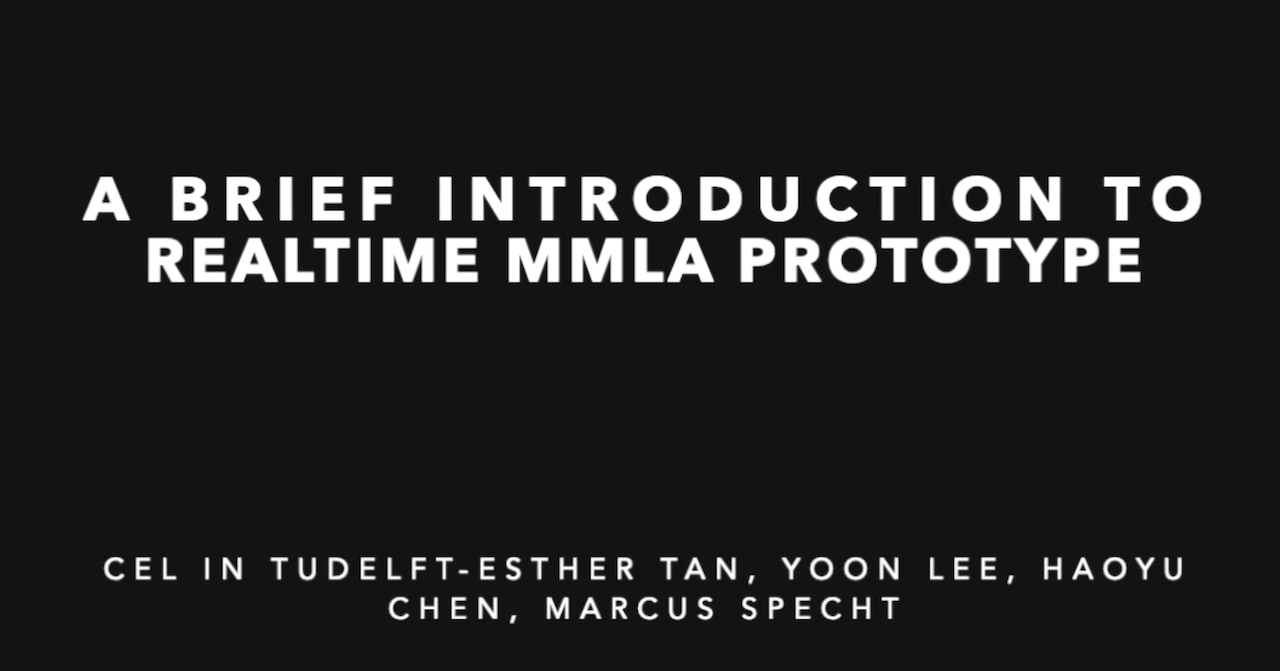 A BRIEF INTRODUCTION TO
REALTIME MMLA PROTOTYPE
CEL IN TUDELFT-ESTHER TAN, YOON LEE, HAOYU
CHEN, MARCUS SPECHT